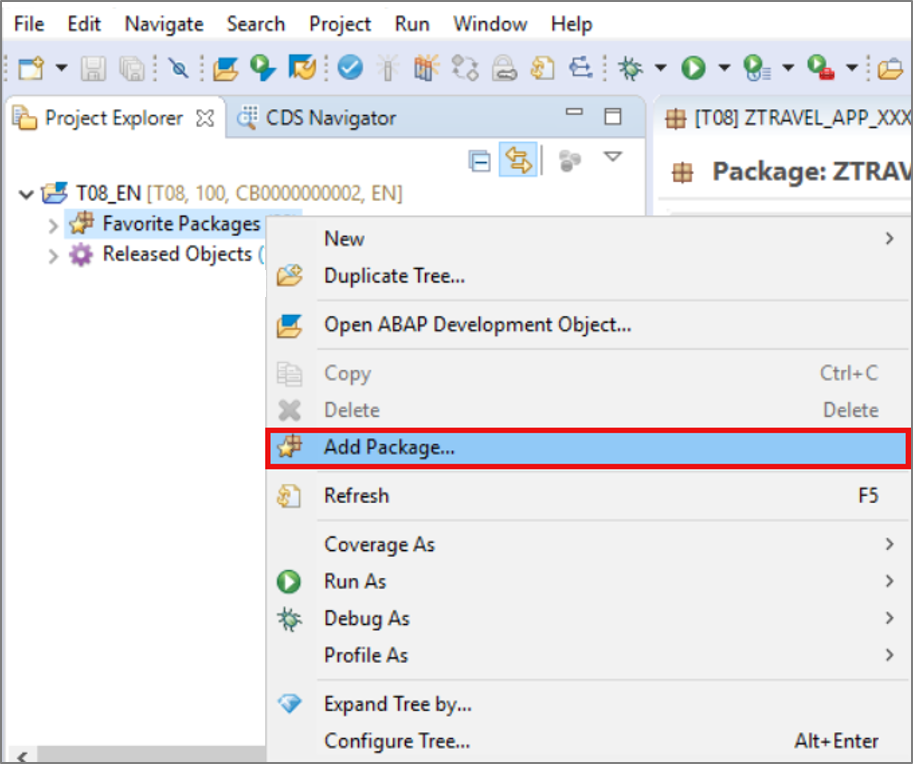 File Edit Navigate Search Project Run Window Help
Project Explorer CDS Navigator [T08] ZTRAVEL_APP_XXX
Package: ZTRAV
T08_EN [T08, 100, CB0000000002, EN]
Favorite Packages
Released Objects (
New
Duplicate Tree...
Open ABAP Development Object...
Copy Ctrl+C
Delete Delete
Add Package...
Refresh F5
Coverage As
Run As
Debug As
Profile As
Expand Tree by...
Configure Tree... Alt+Enter